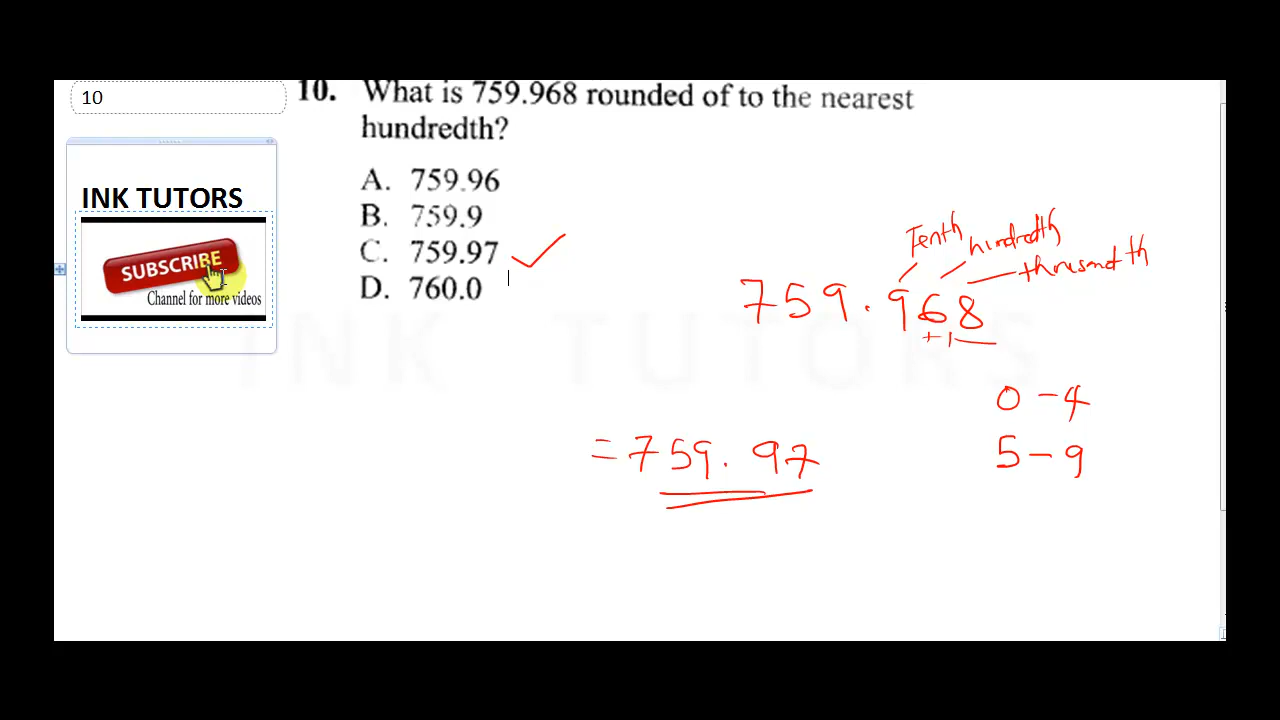 10
10. What is 759.968 rounded of to the nearest
hundredth?
A. 759.96
B. 759.9
C. 759.97
D. 760.0
INK TUTORS
SUBSCRIBE
Channel for more videos
Tenth
hundredth
759.968
+1
0 - 4
5 - 9
= 759.97
INK TUTORS